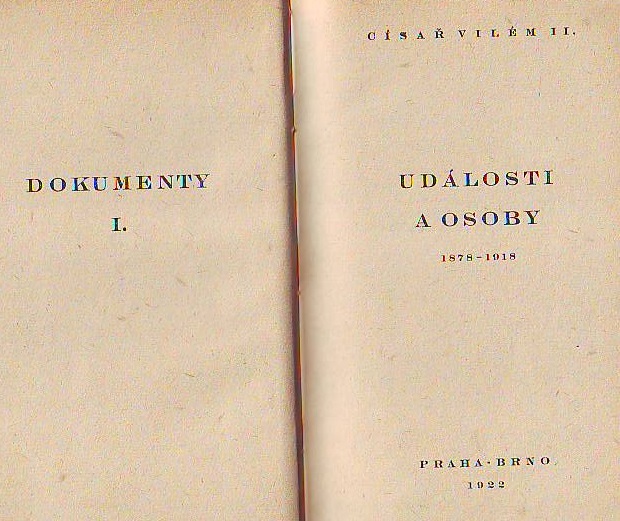 DOKUMENTY
I.
CÍSAŘ VILÉM II.
UDÁLOSTI
A OSOBY
1878-1918
PRAHA·BRNO
1922